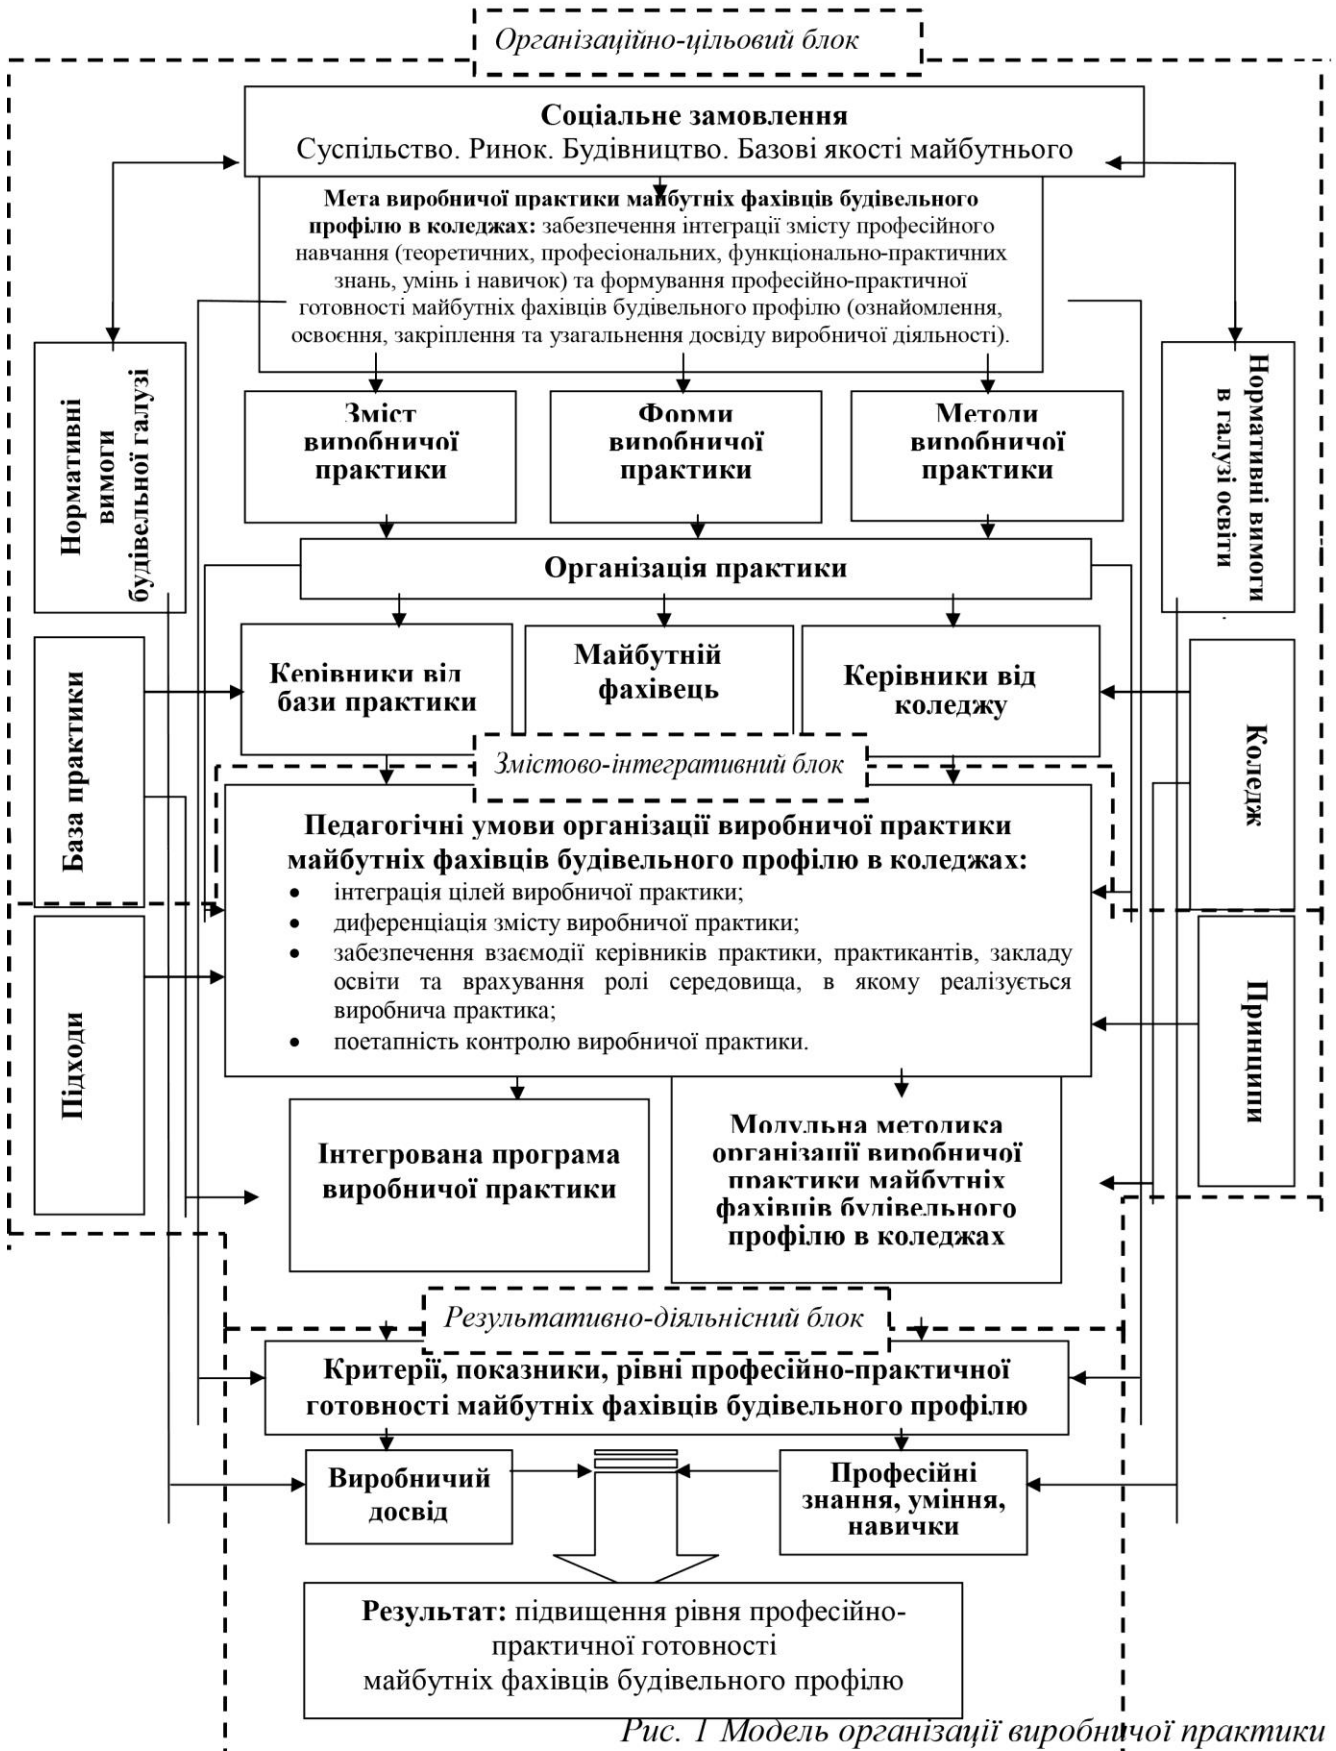 Організаційно-цільовий блок
Соціальне замовлення
Суспільство. Ринок. Будівництво. Базові якості майбутнього
Мета виробничої практики майбутніх фахівців будівельного
профілю в коледжах: забезпечення інтеграції змісту професійного
навчання (теоретичних, професіональних, функціонально-практичних
знань, умінь і навичок) та формування професійно-практичної
готовності майбутніх фахівців будівельного профілю (ознайомлення,
освоєння, закріплення та узагальнення досвіду виробничої діяльності).
Нормативні
вимоги
будівельної галузі
Нормативні вимоги
в галузі освіти
Зміст
виробничої
практики
Форми
виробничої
практики
Методи
виробничої
практики
Організація практики
Керівники від
бази практики
Майбутній
фахівець
Керівники від
коледжу
База практики
Коледж
Змістово-інтегративний блок
Педагогічні умови організації виробничої практики
майбутніх фахівців будівельного профілю в коледжах:
• інтеграція цілей виробничої практики;
• диференціація змісту виробничої практики;
• забезпечення взаємодії керівників практики, практикантів, закладу
освіти та врахування ролі середовища, в якому реалізується
виробнича практика;
• поетапність контролю виробничої практики.
Підходи
Принципи
Інтегрована програма
виробничої практики
Модульна методика
організації виробничої
практики майбутніх
фахівців будівельного
профілю в коледжах
Результативно-діяльнісний блок
Критерії, показники, рівні професійно-практичної
готовності майбутніх фахівців будівельного профілю
Виробничий
досвід
Професійні
знання, уміння,
навички
Результат: підвищення рівня професійно-
практичної готовності
майбутніх фахівців будівельного профілю
Рис. 1 Модель організації виробничої практики